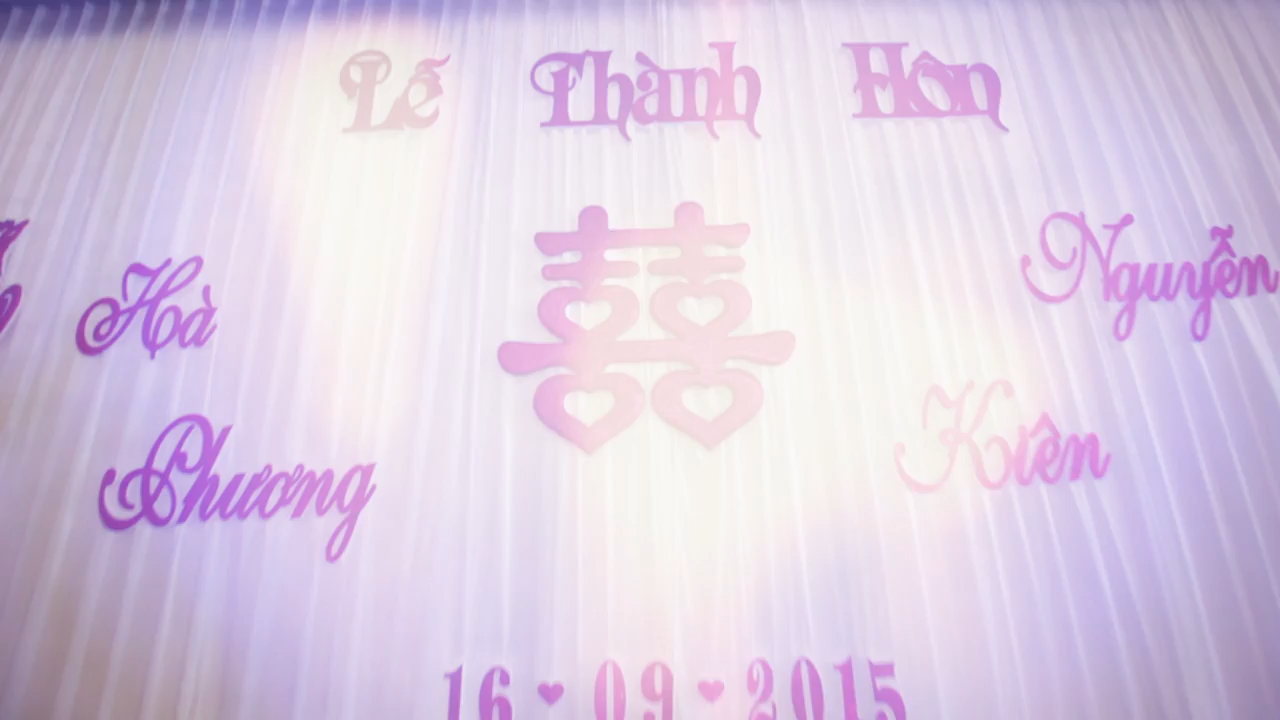 Lễ Thành Hôn
囍
Hà
Phương
Nguyễn
Kiên
16 09 2015